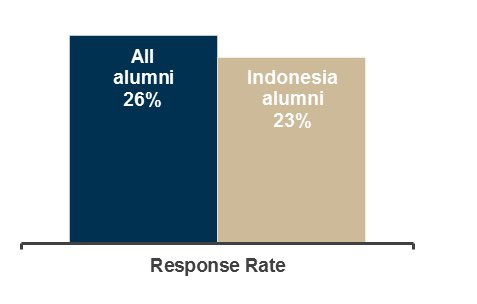 All
alumni
26%
Indonesia
alumni
23%
Response Rate